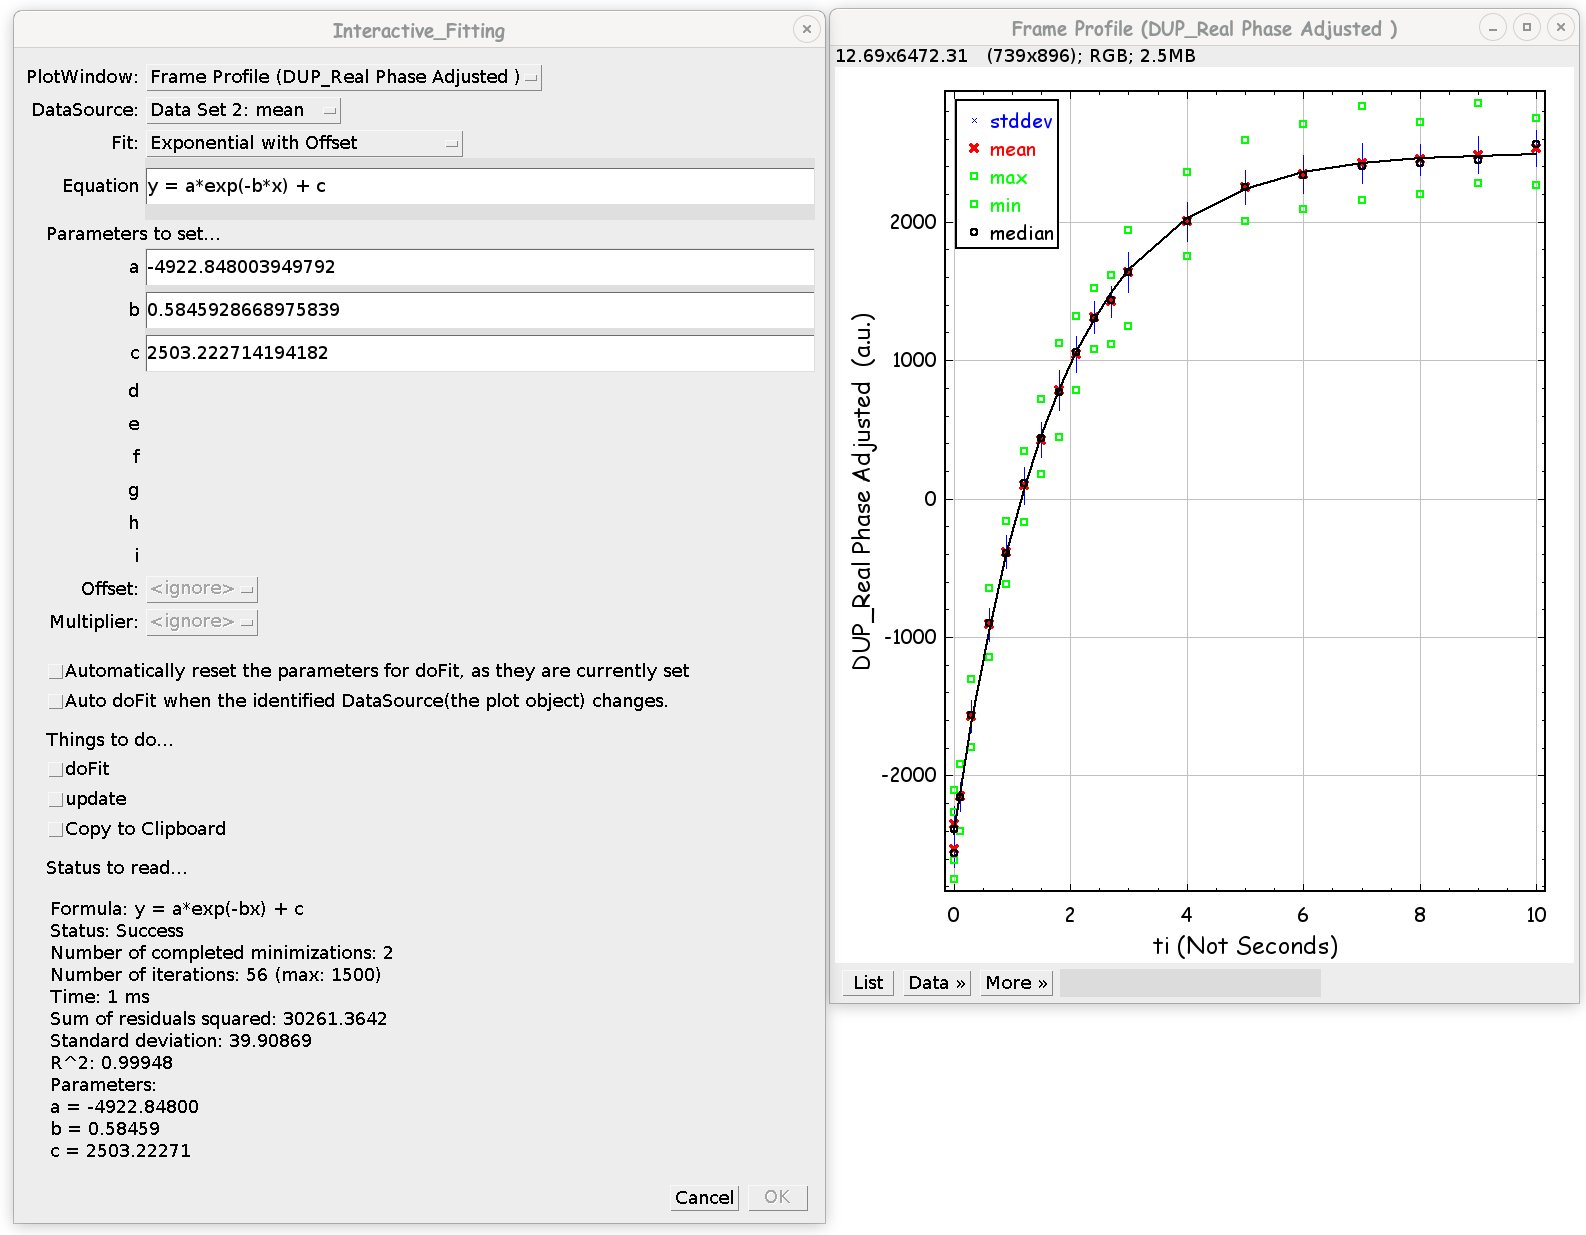 Interactive_Fitting
PlotWindow: Frame Profile (DUP_Real Phase Adjusted )
DataSource: Data Set 2: mean
Fit: Exponential with Offset
Equation y = a*exp(-b*x) + c
Parameters to set...
a -4922.848003949792
b 0.5845928668975839
c 2503.222714194182
d
e
f
g
h
i
Offset: <ignore>
Multiplier: <ignore>
Automatically reset the parameters for doFit, as they are currently set
Auto doFit when the identified DataSource(the plot object) changes.
Things to do...
doFit
update
Copy to Clipboard
Status to read...
Formula: y = a*exp(-bx) + c
Status: Success
Number of completed minimizations: 2
Number of iterations: 56 (max: 1500)
Time: 1 ms
Sum of residuals squared: 30261.3642
Standard deviation: 39.90869
R^2: 0.99948
Parameters:
a = -4922.84800
b = 0.58459
c = 2503.22271
Cancel OK
Frame Profile (DUP_Real Phase Adjusted )
12.69x6472.31 (739x896); RGB; 2.5MB
stddev
mean
max
min
median
2000
1000
0
-1000
-2000
DUP_Real Phase Adjusted (a.u.)
0 2 4 6 8 10
ti (Not Seconds)
List Data » More »